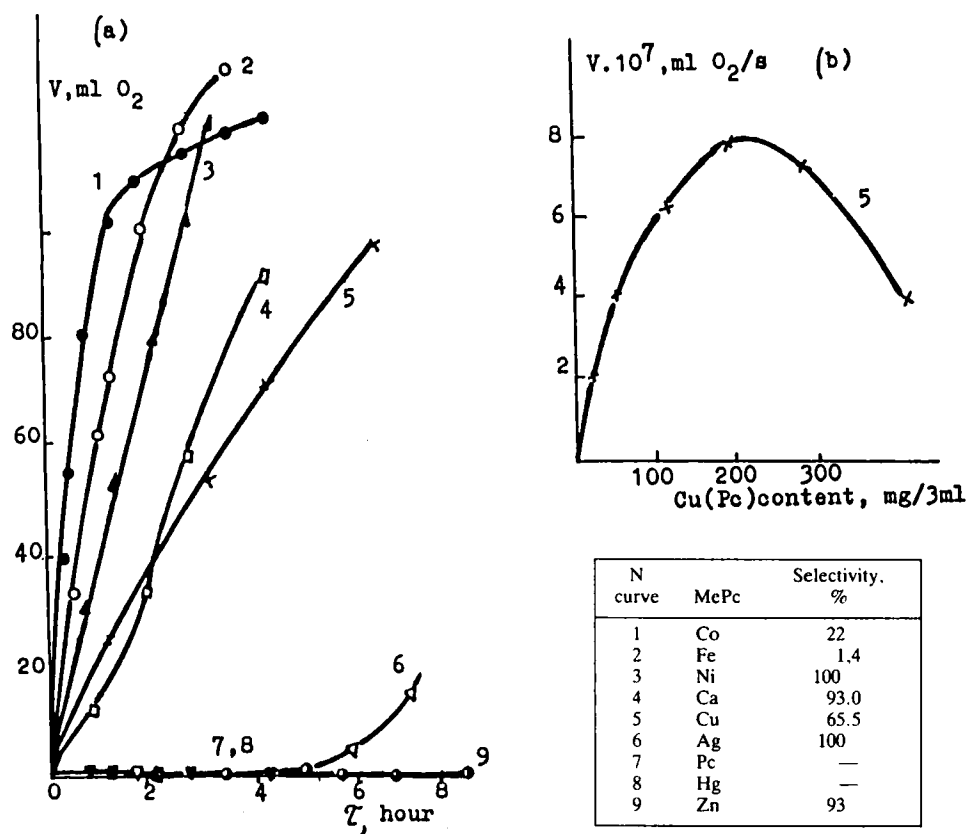 (a)
V, ml O2
80
60
40
20
0 2 4 6 8
τ, hour
1
2
3
4
5
6
7,8
9
V.10^7, ml O2/s (b)
8
6
4
2
5
100 200 300
Cu(Pc)content, mg/3ml
N curve MePc Selectivity, %
1 Co 22
2 Fe 1,4
3 Ni 100
4 Ca 93.0
5 Cu 65.5
6 Ag 100
7 Pc —
8 Hg —
9 Zn 93